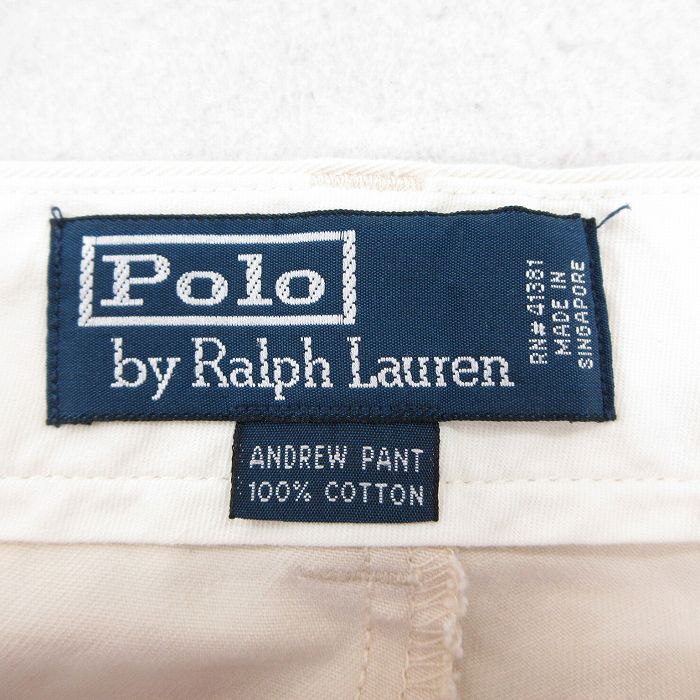 Polo
by Ralph Lauren
RN# 41381
MADE IN
SINGAPORE
ANDREW PANT
100% COTTON